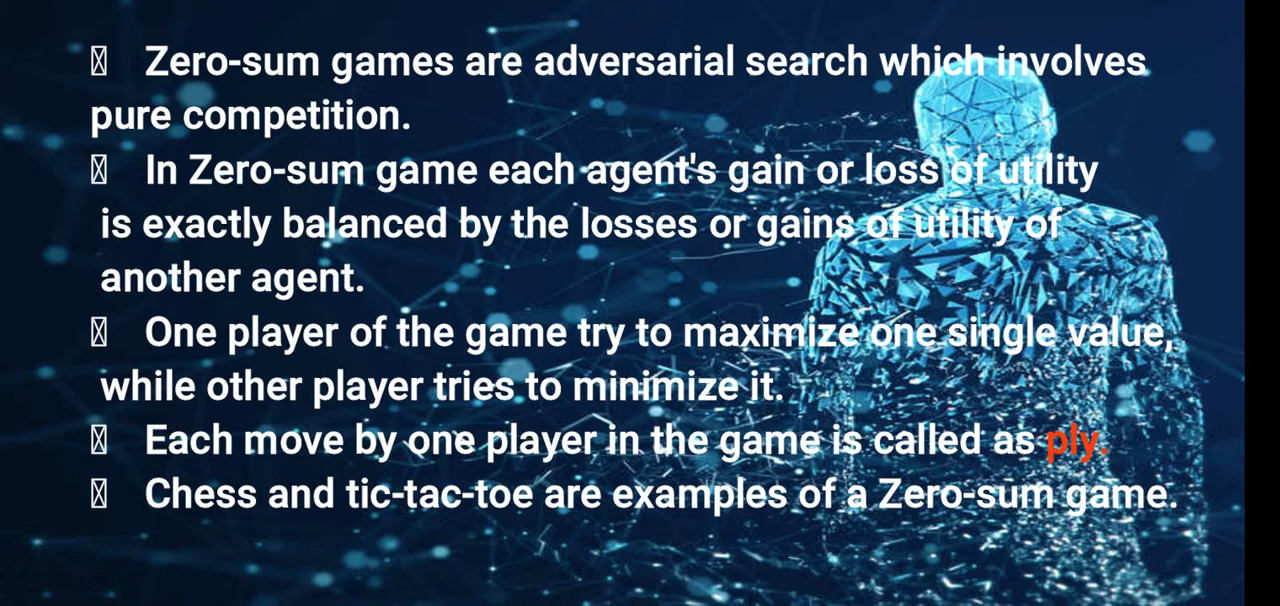 Zero-sum games are adversarial search which involves
pure competition.
In Zero-sum game each agent's gain or loss of utility
is exactly balanced by the losses or gains of utility of
another agent.
One player of the game try to maximize one single value,
while other player tries to minimize it.
Each move by one player in the game is called as ply.
Chess and tic-tac-toe are examples of a Zero-sum game.